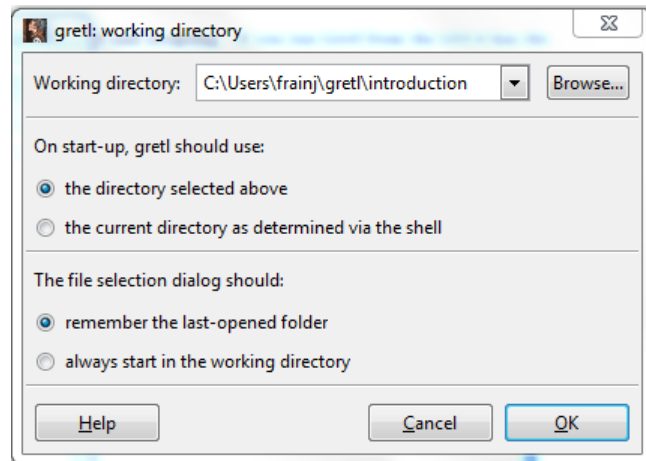 gretl: working directory
Working directory: C:\Users\frainj\gretl\introduction Browse...
On start-up, gretl should use:
the directory selected above
the current directory as determined via the shell
The file selection dialog should:
remember the last-opened folder
always start in the working directory
Help Cancel OK